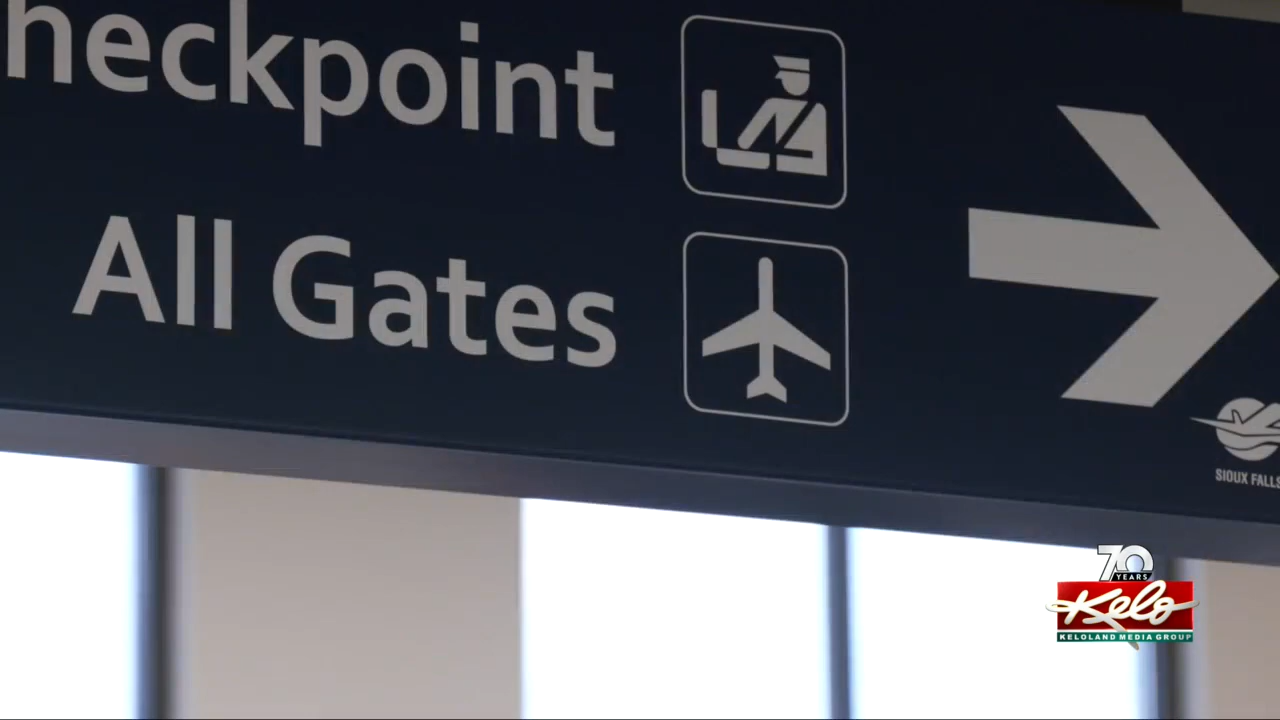 heckpoint
All Gates
SIOUX FALLS
70
YEARS
Kelo
KELOLAND MEDIA GROUP